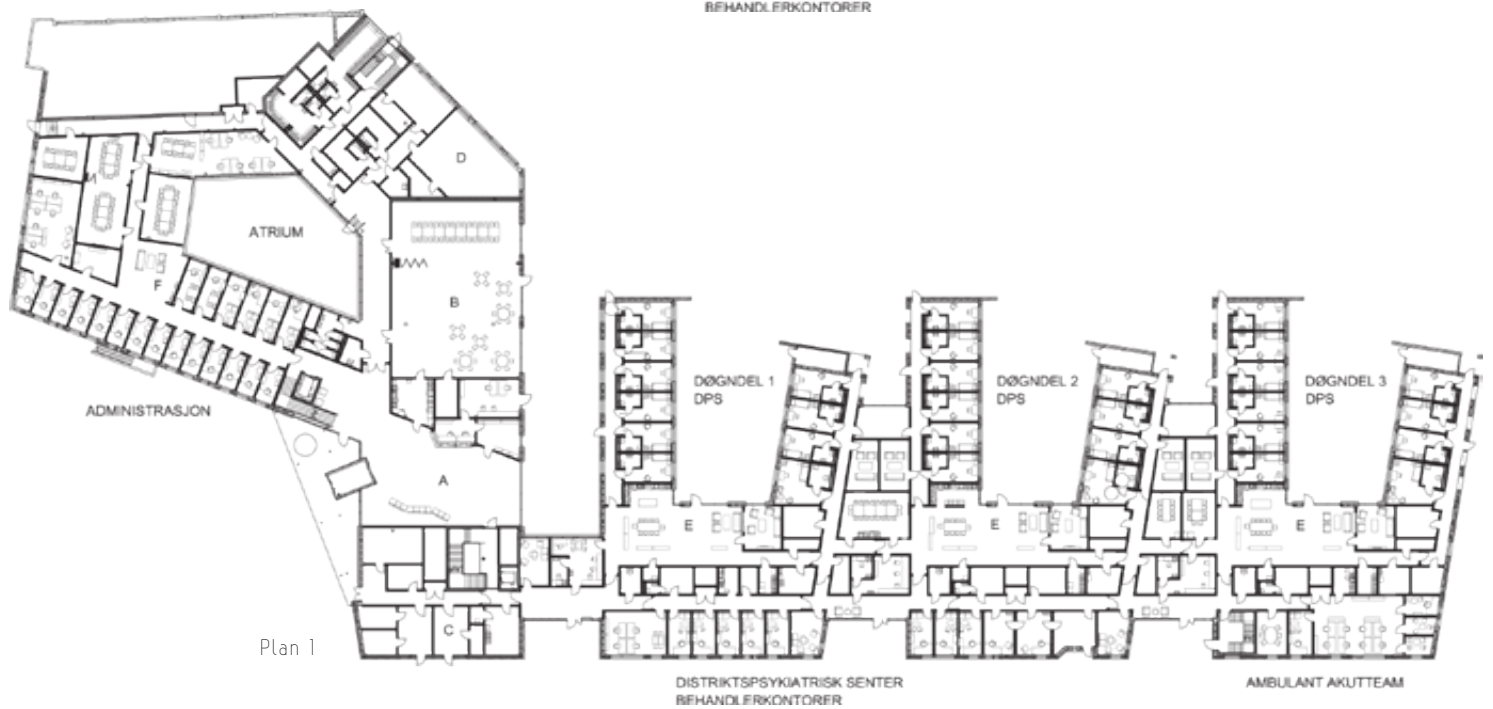 BEHANDLERKONTORER
D
M
ATRIUM
F
B
ADMINISTRASJON
DØGNDEL 1
DPS
DØGNDEL 2
DPS
DØGNDEL 3
DPS
A
E
E
E
C
Plan 1
DISTRIKTSPSYKIATRISK SENTER
BEHANDLERKONTORER
AMBULANT AKUTTEAM